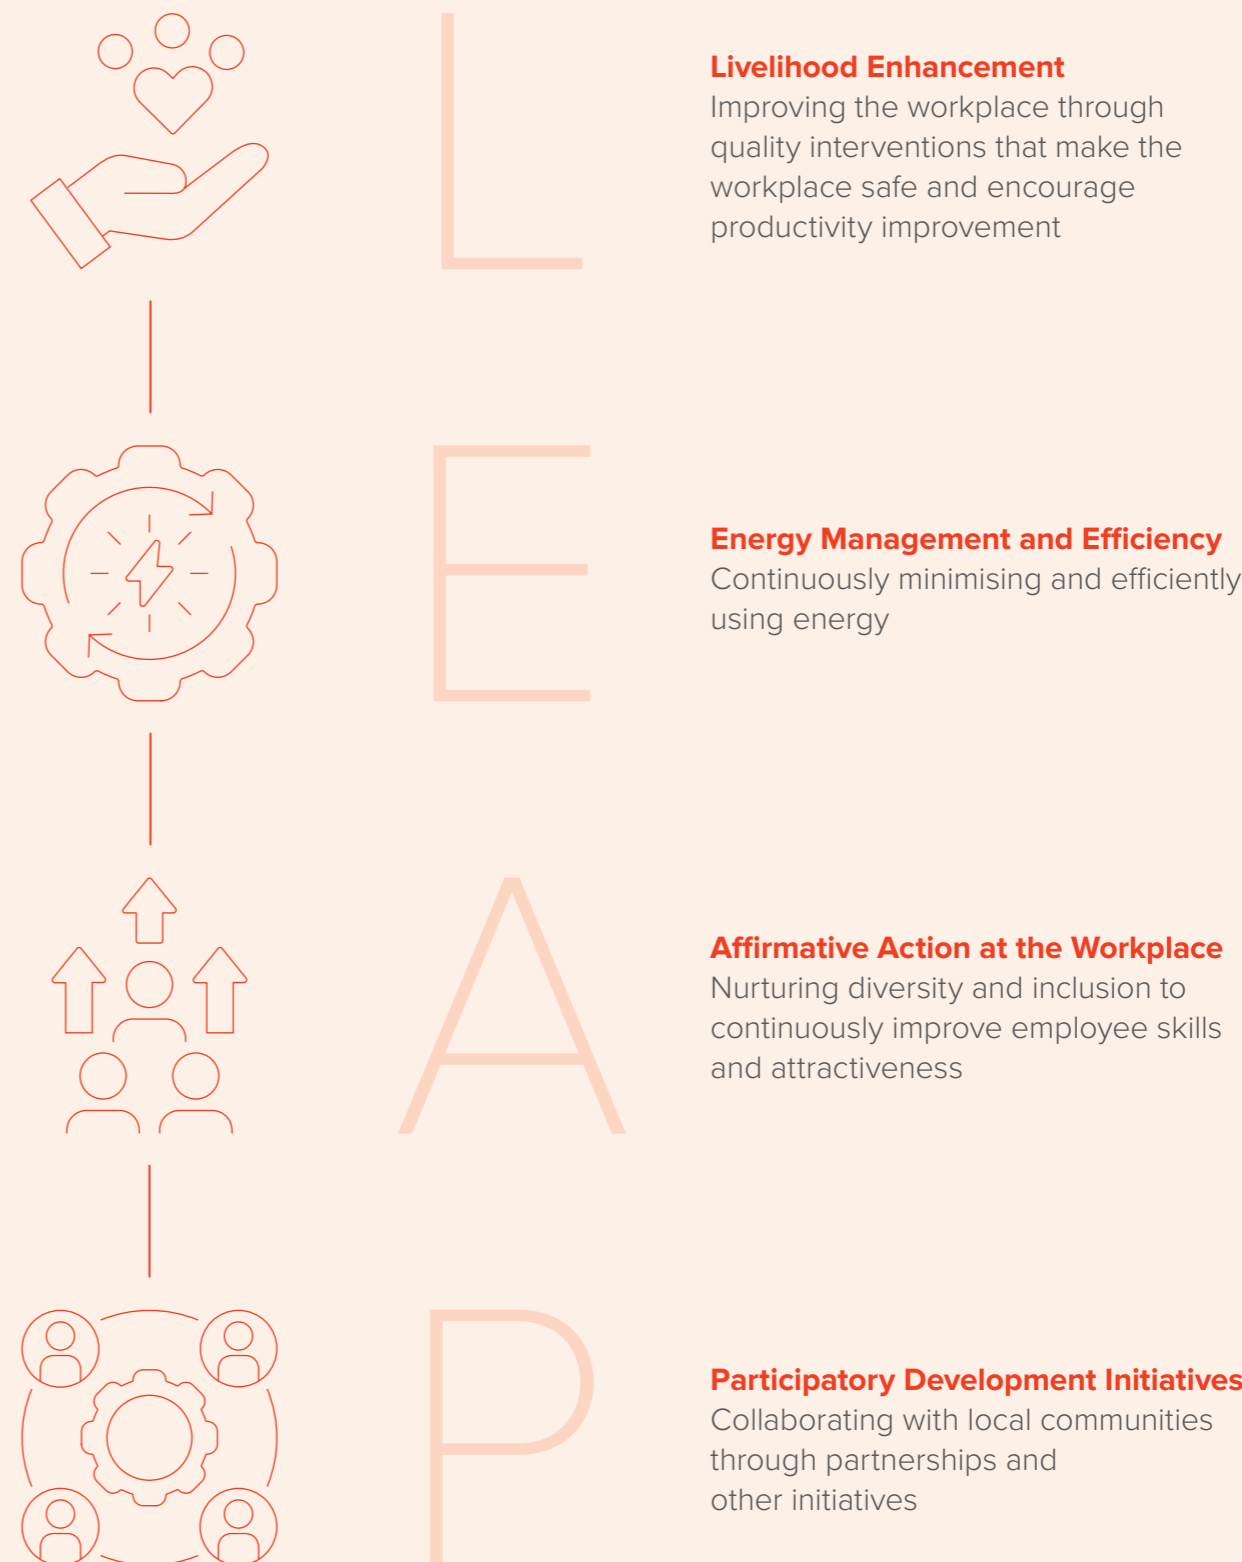 L
Livelihood Enhancement
Improving the workplace through
quality interventions that make the
workplace safe and encourage
productivity improvement
E
Energy Management and Efficiency
Continuously minimising and efficiently
using energy
A
Affirmative Action at the Workplace
Nurturing diversity and inclusion to
continuously improve employee skills
and attractiveness
P
Participatory Development Initiatives
Collaborating with local communities
through partnerships and
other initiatives